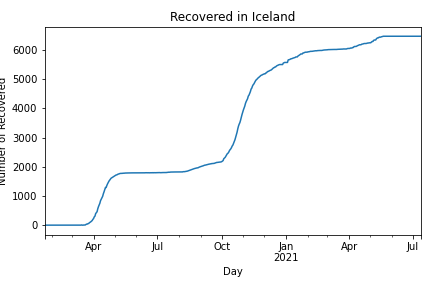 Recovered in Iceland
Number of Recovered
6000
5000
4000
3000
2000
1000
0
Apr
Jul
Oct
Jan
2021
Apr
Jul
Day